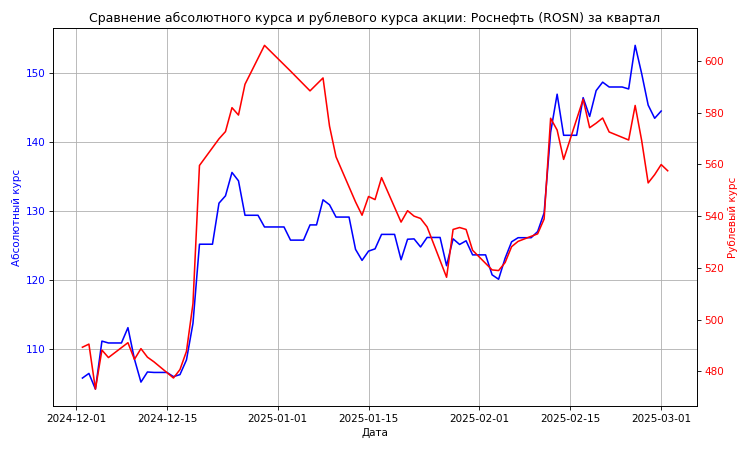 Сравнение абсолютного курса и рублевого курса акции: Роснефть (ROSN) за квартал
Абсолютный курс
150
140
130
120
110
600
580
560
540
520
500
480
Рублевый курс
2024-12-01 2024-12-15 2025-01-01 2025-01-15 2025-02-01 2025-02-15 2025-03-01
Дата